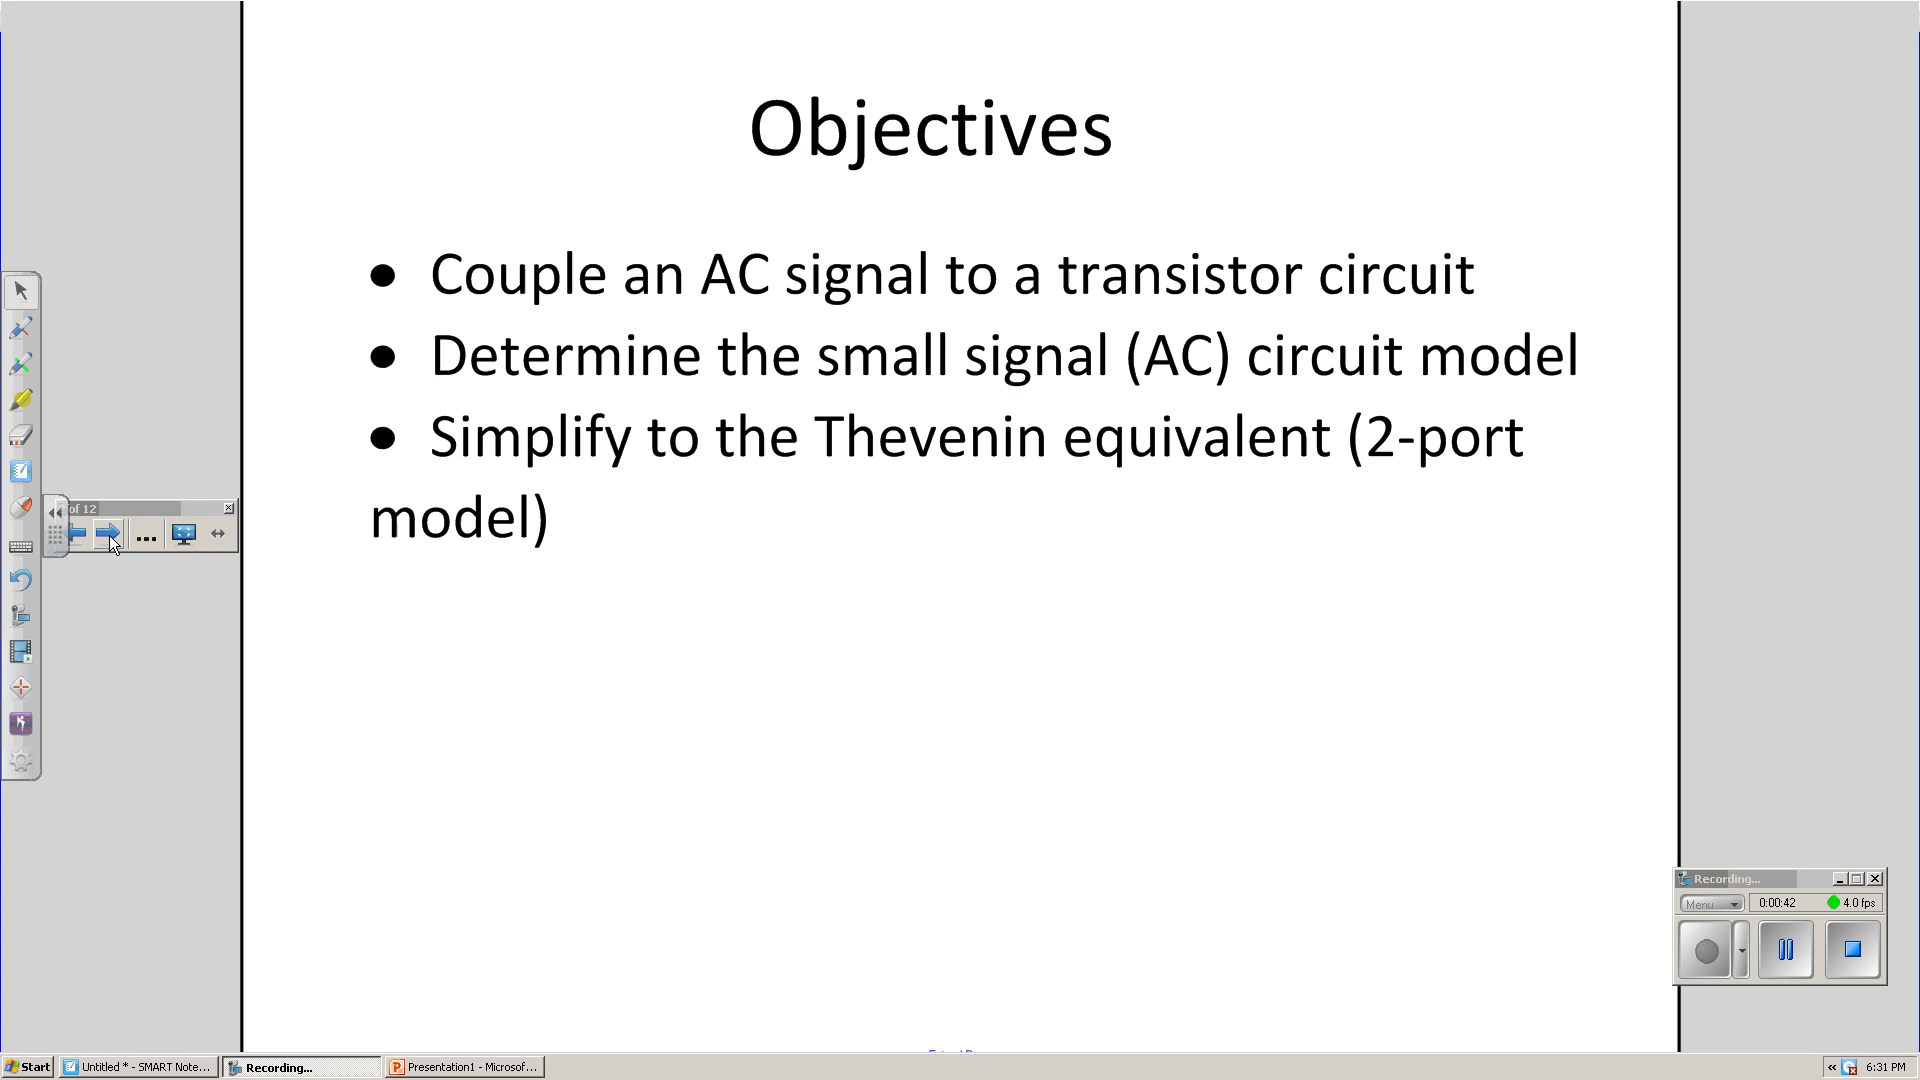 Objectives
● Couple an AC signal to a transistor circuit
● Determine the small signal (AC) circuit model
● Simplify to the Thevenin equivalent (2-port
model)
of 12
...
Recording...
Menu
0:00:42
4.0 fps
Start
Untitled * - SMART Note...
Recording...
Presentation1 - Microsof...
6:31 PM